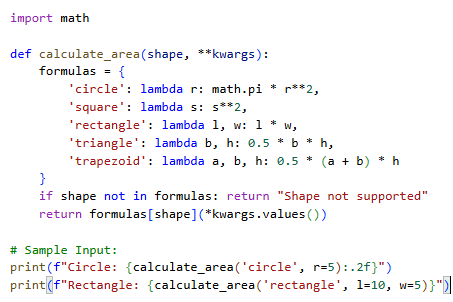 import math
def calculate_area(shape, **kwargs):
    formulas = {
        'circle': lambda r: math.pi * r**2,
        'square': lambda s: s**2,
        'rectangle': lambda l, w: l * w,
        'triangle': lambda b, h: 0.5 * b * h,
        'trapezoid': lambda a, b, h: 0.5 * (a + b) * h
    }
    if shape not in formulas: return "Shape not supported"
    return formulas[shape](*kwargs.values())
# Sample Input:
print(f"Circle: {calculate_area('circle', r=5):.2f}")
print(f"Rectangle: {calculate_area('rectangle', l=10, w=5)}")